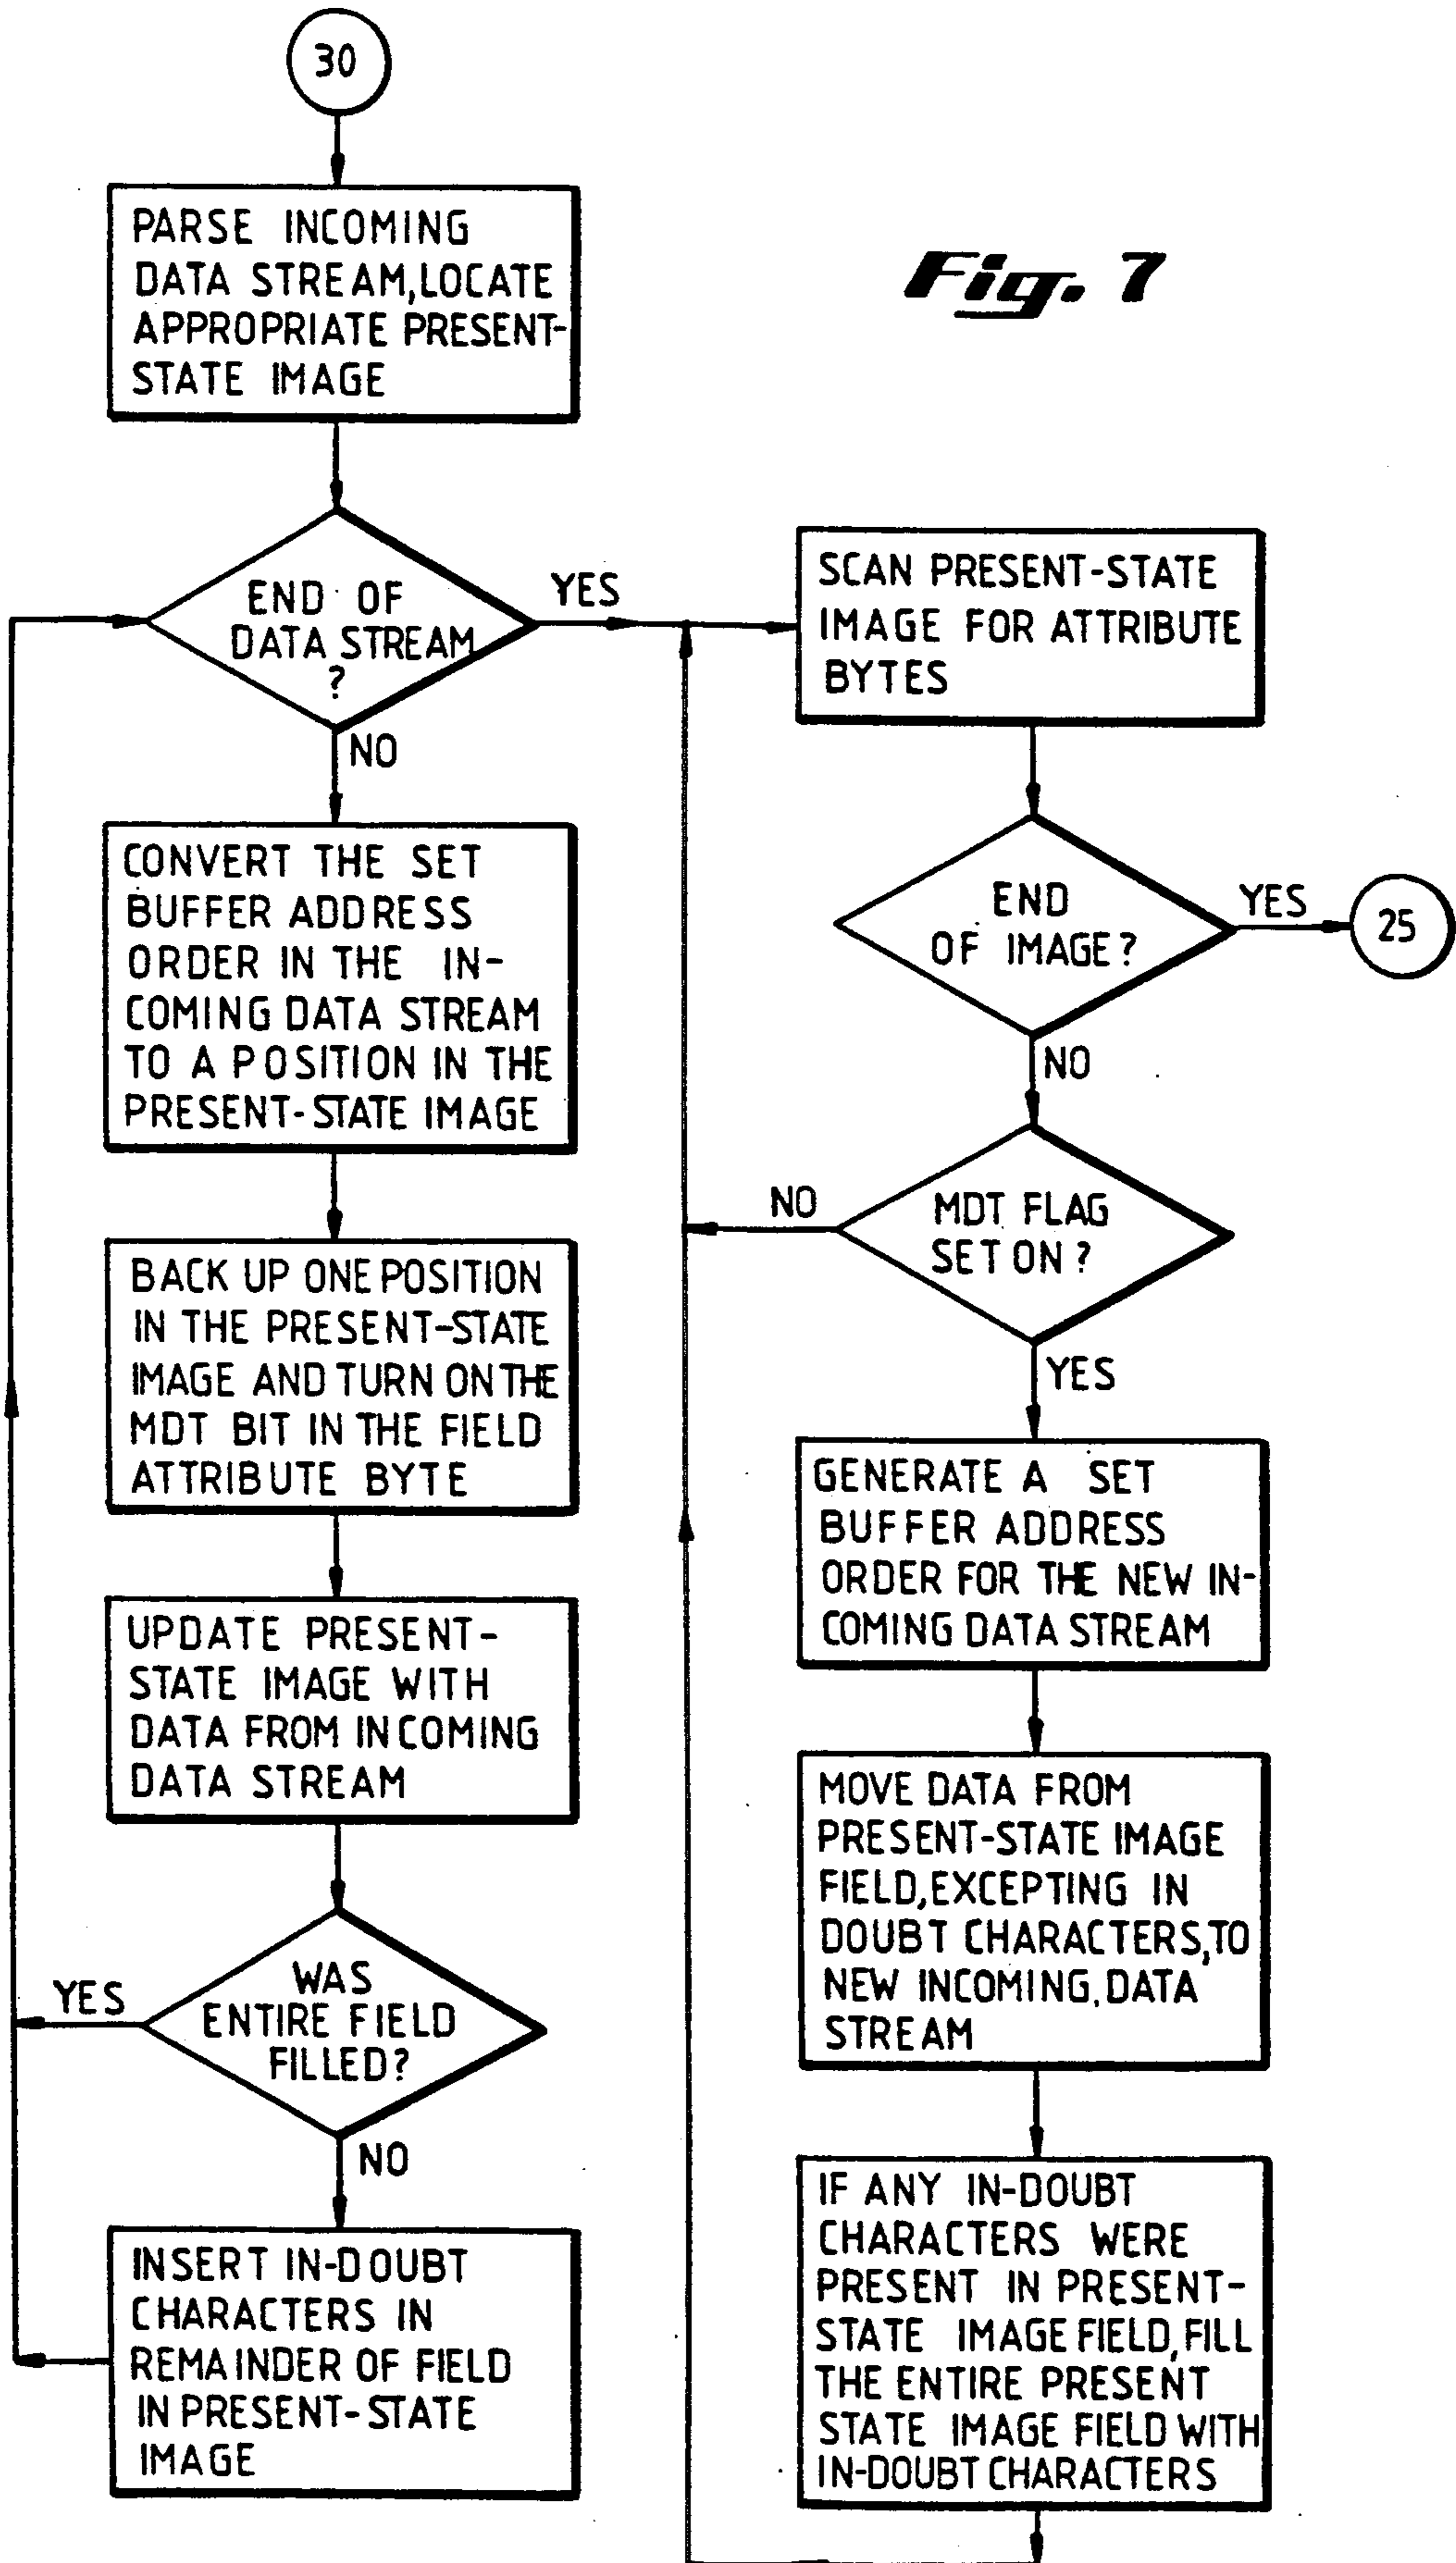 30
PARSE INCOMING
DATA STREAM, LOCATE
APPROPRIATE PRESENT-
STATE IMAGE
Fig. 7
END OF
DATA STREAM
?
YES
NO
SCAN PRESENT-STATE
IMAGE FOR ATTRIBUTE
BYTES
END
OF IMAGE?
YES
25
NO
CONVERT THE SET
BUFFER ADDRESS
ORDER IN THE IN-
COMING DATA STREAM
TO A POSITION IN THE
PRESENT-STATE IMAGE
MDT FLAG
SET ON?
NO
YES
BACK UP ONE POSITION
IN THE PRESENT-STATE
IMAGE AND TURN ON THE
MDT BIT IN THE FIELD
ATTRIBUTE BYTE
GENERATE A SET
BUFFER ADDRESS
ORDER FOR THE NEW IN-
COMING DATA STREAM
UPDATE PRESENT-
STATE IMAGE WITH
DATA FROM INCOMING
DATA STREAM
MOVE DATA FROM
PRESENT-STATE IMAGE
FIELD, EXCEPTING IN
DOUBT CHARACTERS, TO
NEW INCOMING, DATA
STREAM
WAS
ENTIRE FIELD
FILLED?
YES
NO
INSERT IN-DOUBT
CHARACTERS IN
REMAINDER OF FIELD
IN PRESENT-STATE
IMAGE
IF ANY IN-DOUBT
CHARACTERS WERE
PRESENT IN PRESENT-
STATE IMAGE FIELD, FILL
THE ENTIRE PRESENT
STATE IMAGE FIELD WITH
IN-DOUBT CHARACTERS